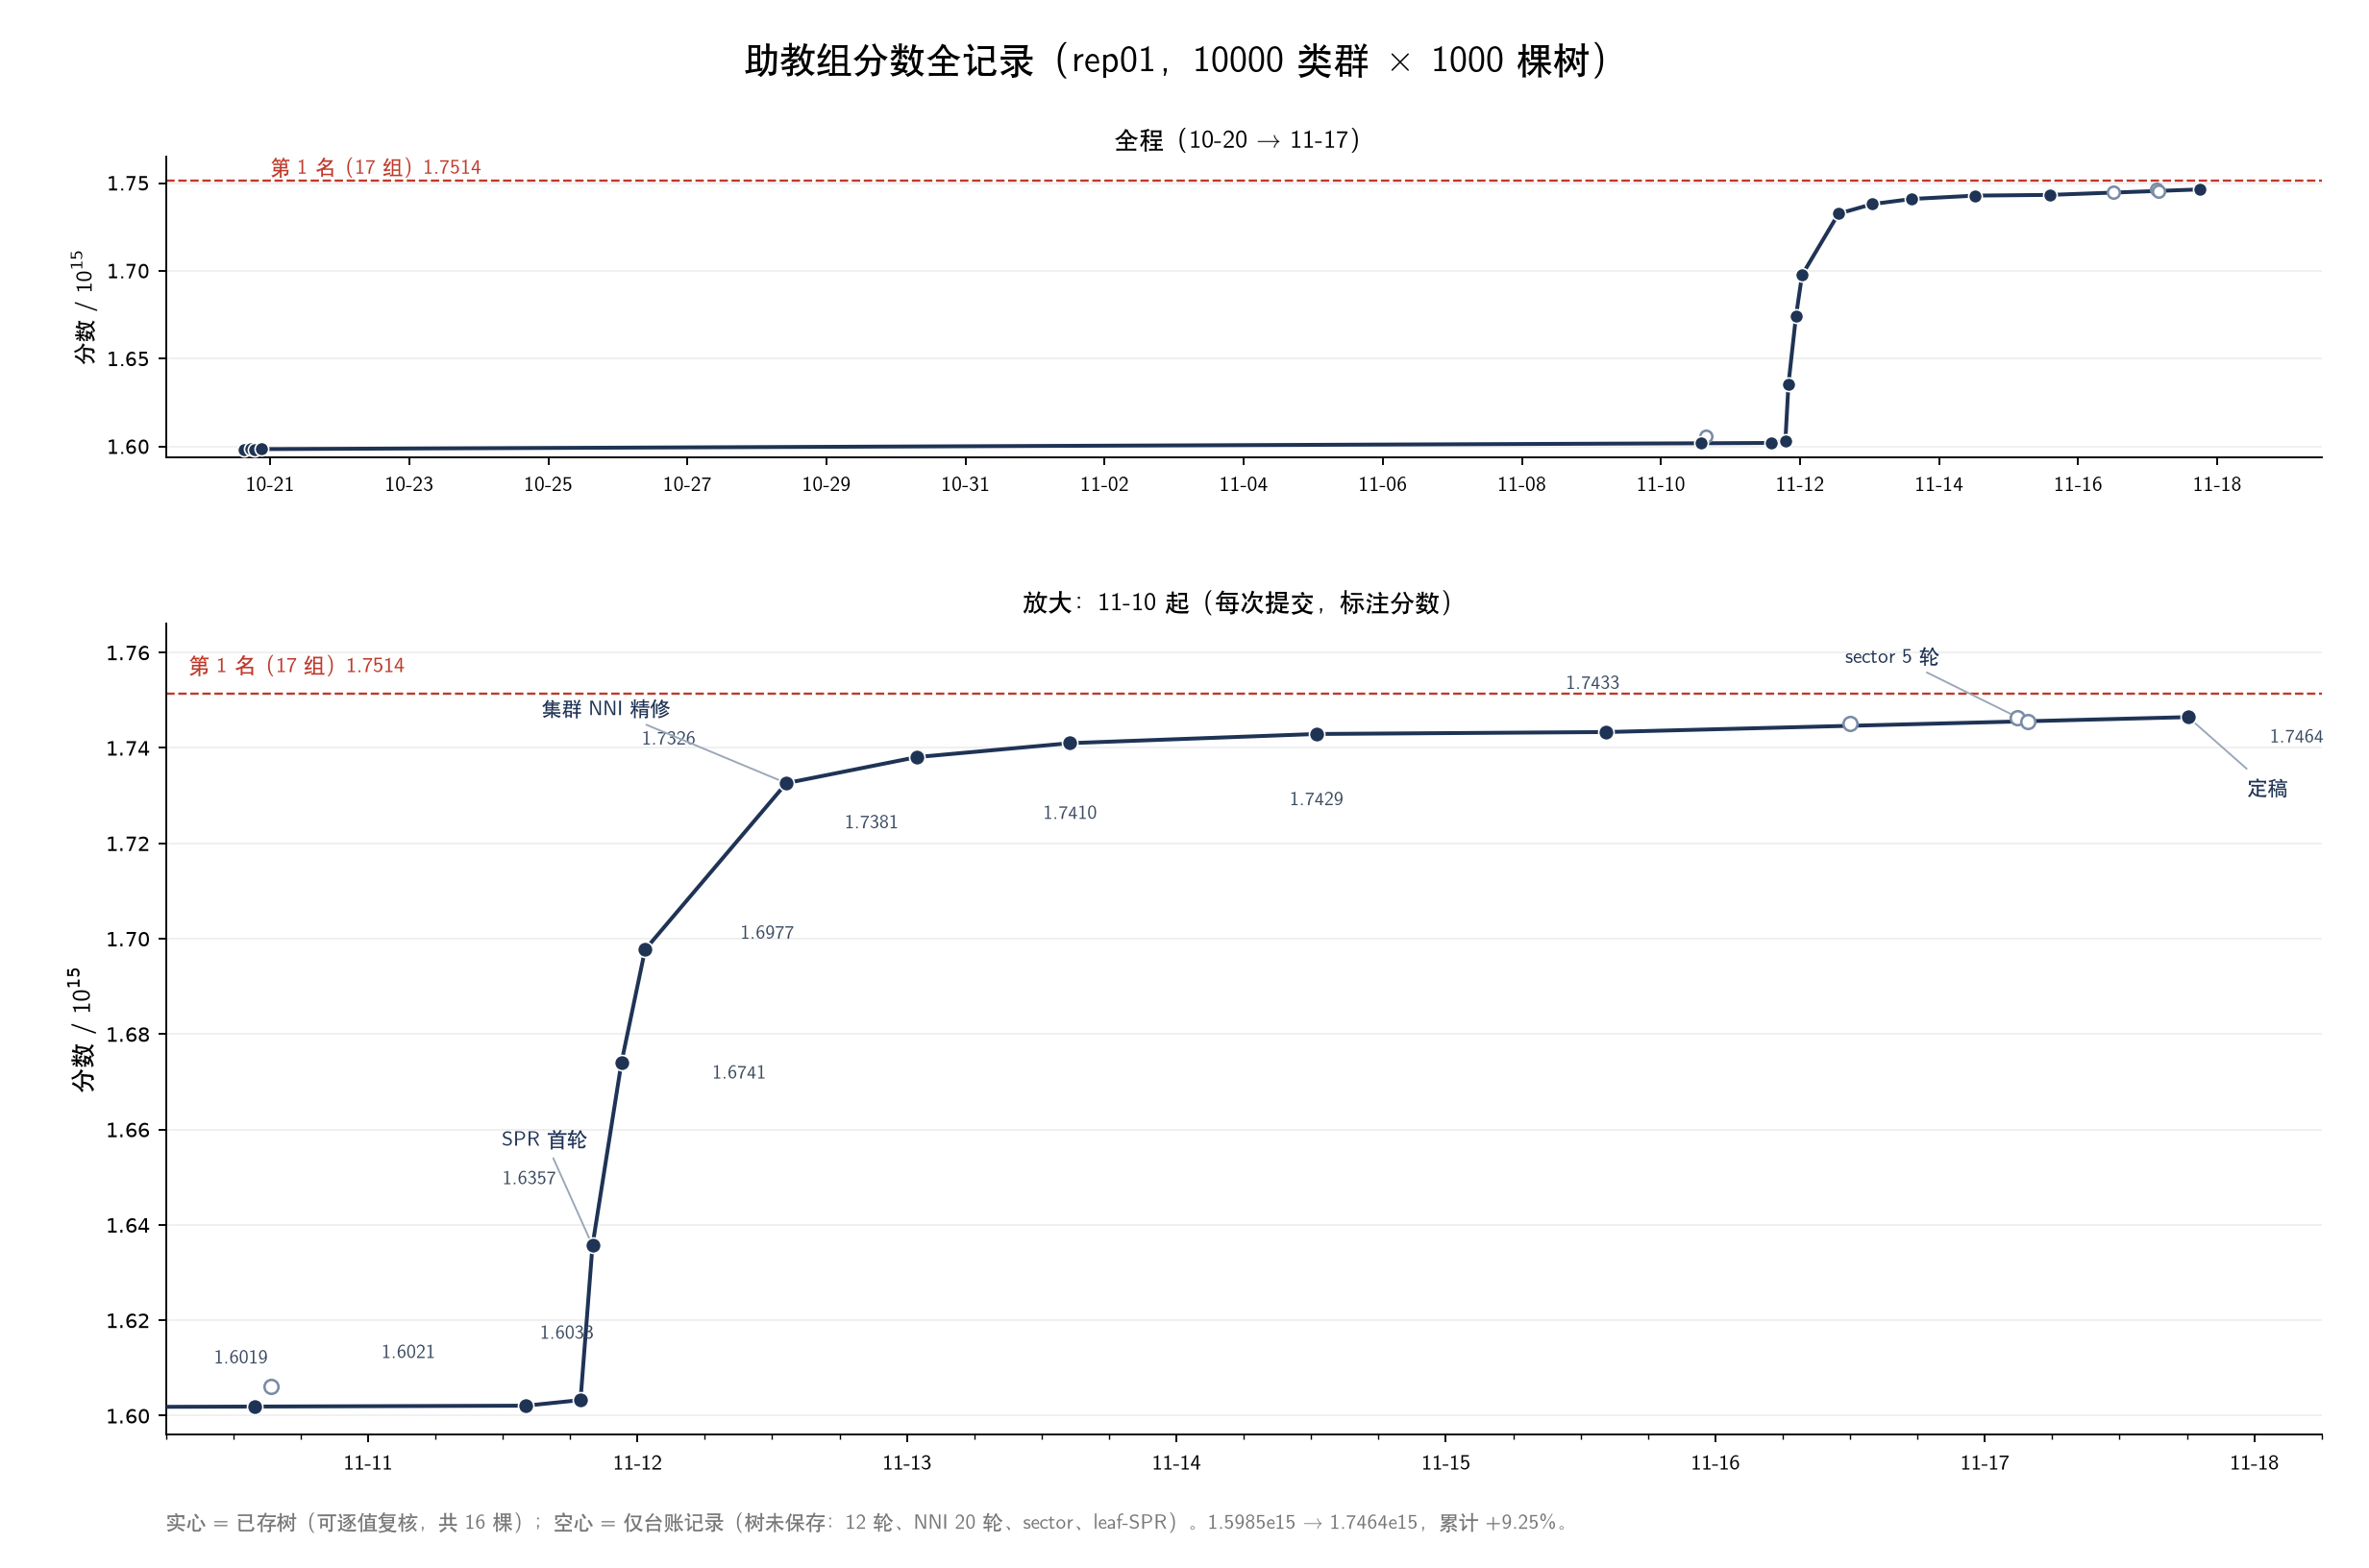 助教组分数全记录（rep01，10000 类群 × 1000 棵树）
全程（10-20 → 11-17）
第 1 名（17 组）1.7514
分数 / 10^15
1.75
1.70
1.65
1.60
10-21 10-23 10-25 10-27 10-29 10-31 11-02 11-04 11-06 11-08 11-10 11-12 11-14 11-16 11-18
放大：11-10 起（每次提交，标注分数）
第 1 名（17 组）1.7514
分数 / 10^15
1.76
1.74
1.72
1.70
1.68
1.66
1.64
1.62
1.60
sector 5 轮
1.7433
集群 NNI 精修
1.7326
1.7464
定稿
1.7381
1.7410
1.7429
1.6977
1.6741
SPR 首轮
1.6357
1.6033
1.6019
1.6021
11-11 11-12 11-13 11-14 11-15 11-16 11-17 11-18
实心 = 已存树（可逐值复核，共 16 棵）；空心 = 仅台账记录（树未保存：12 轮、NNI 20 轮、sector、leaf-SPR）。1.5985e15 → 1.7464e15，累计 +9.25%。